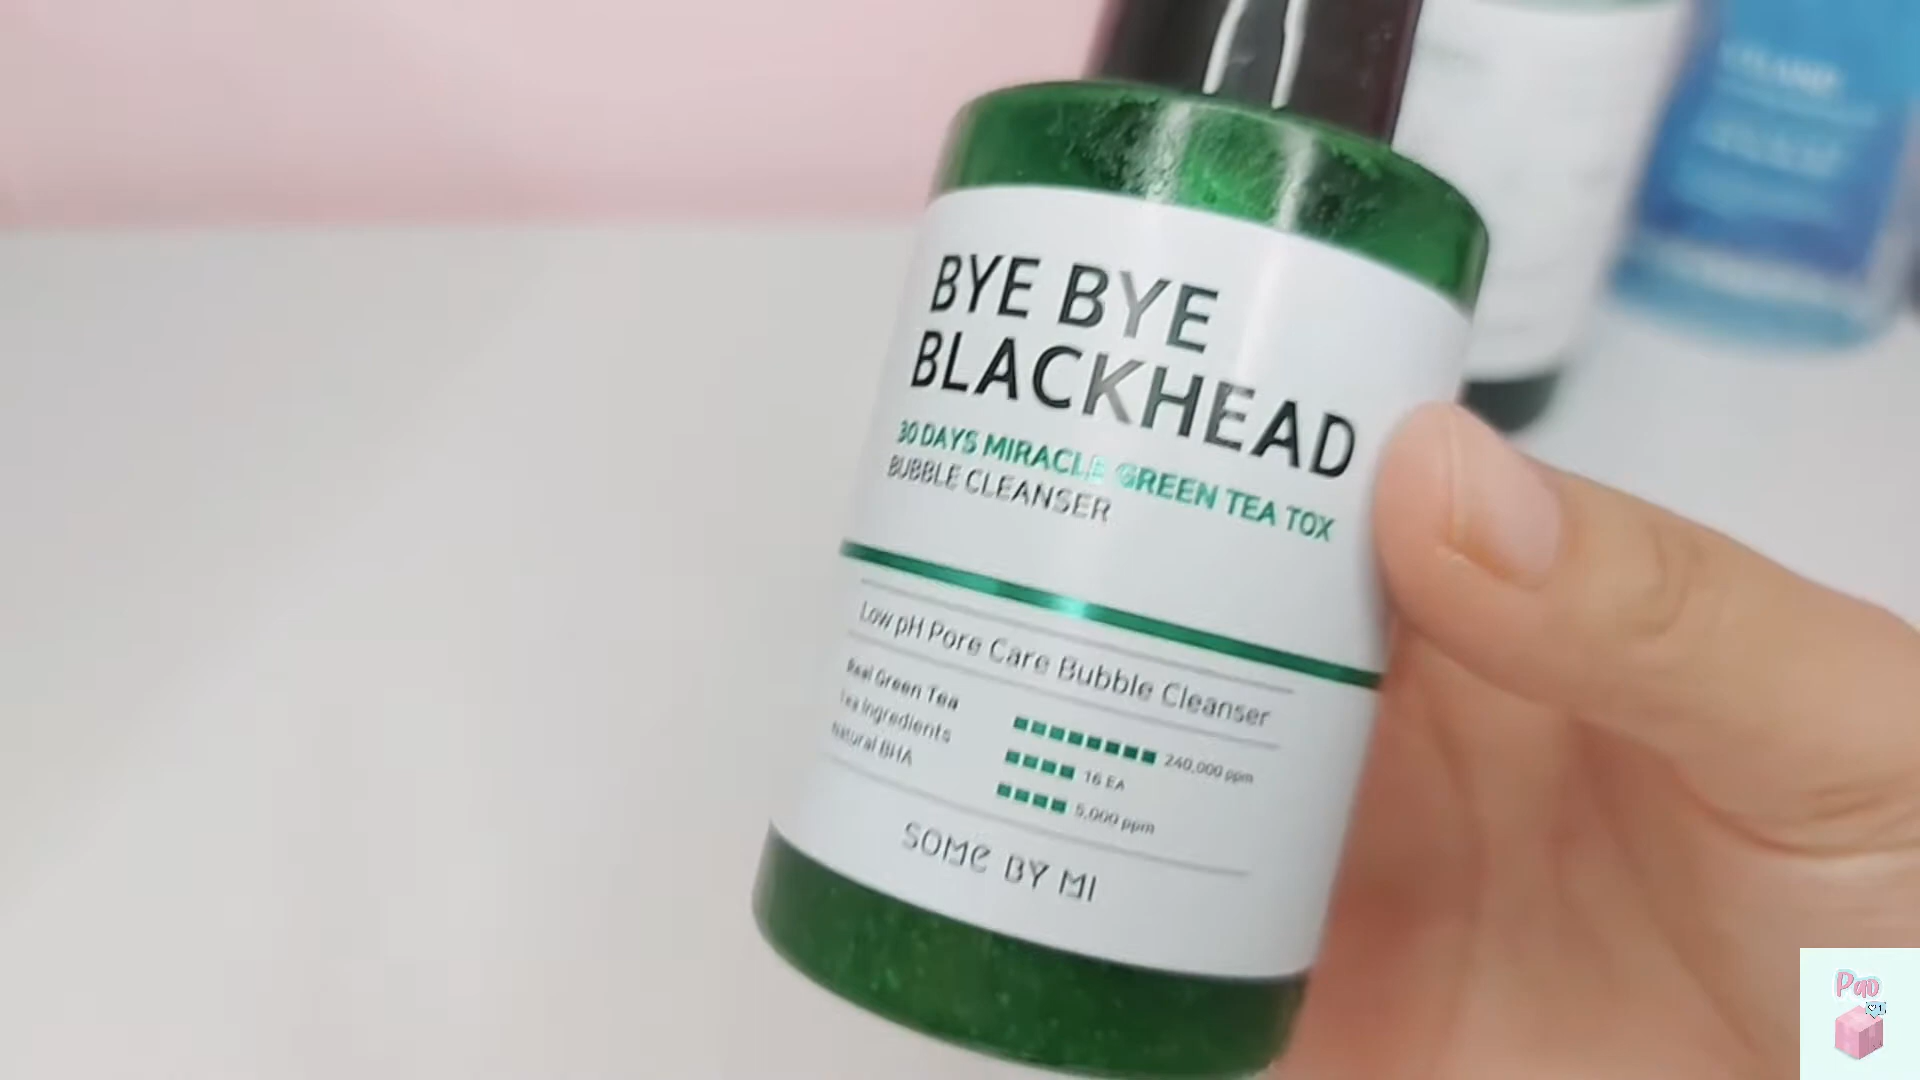 BYE BYE
BLACKHEAD
30 DAYS MIRACLE GREEN TEA TOX
BUBBLE CLEANSER
Low pH Pore Care Bubble Cleanser
Real Green Tea 240,000 ppm
Tea Ingredients 16 EA
Natural BHA 5,000 ppm
SOME BY MI
Pao